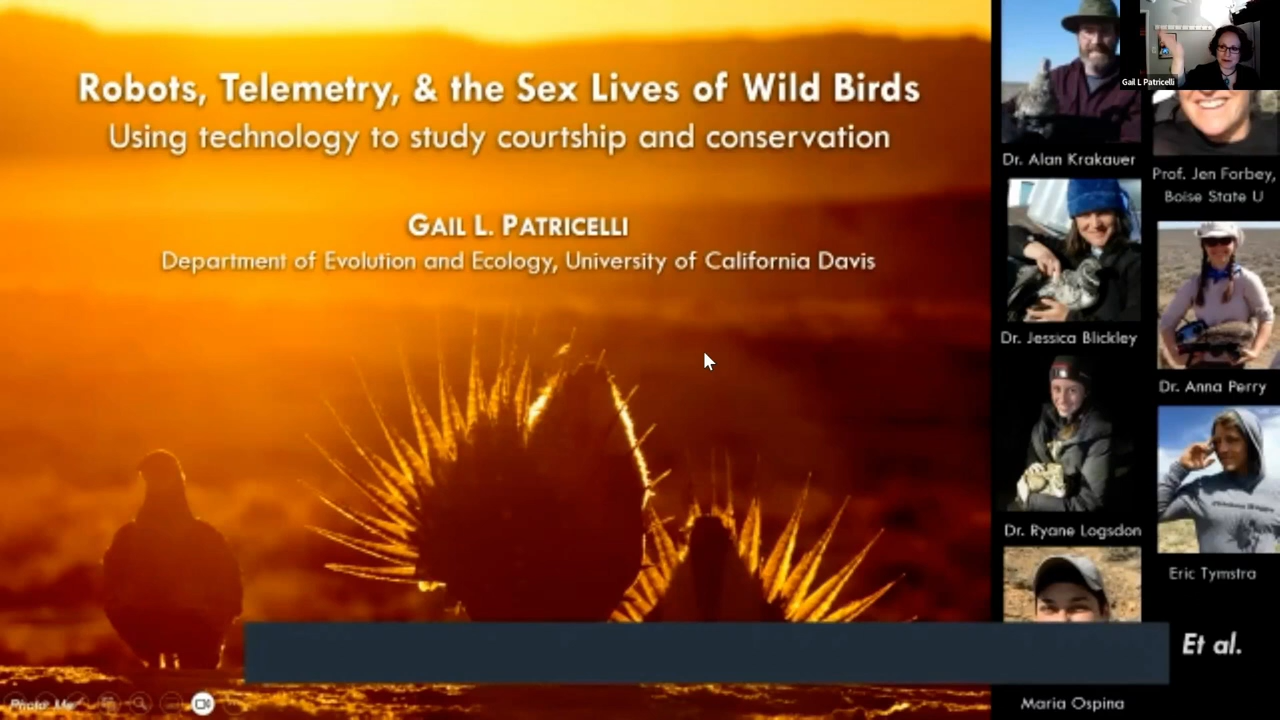 Robots, Telemetry, & the Sex Lives of Wild Birds
Using technology to study courtship and conservation
GAIL L. PATRICELLI
Department of Evolution and Ecology, University of California Davis
Gail L Patricelli
Dr. Alan Krakauer
Prof. Jen Forbey,
Boise State U
Dr. Jessica Blickley
Dr. Anna Perry
Dr. Ryane Logsdon
Eric Tymstra
Et al.
Maria Ospina
Photo: Me